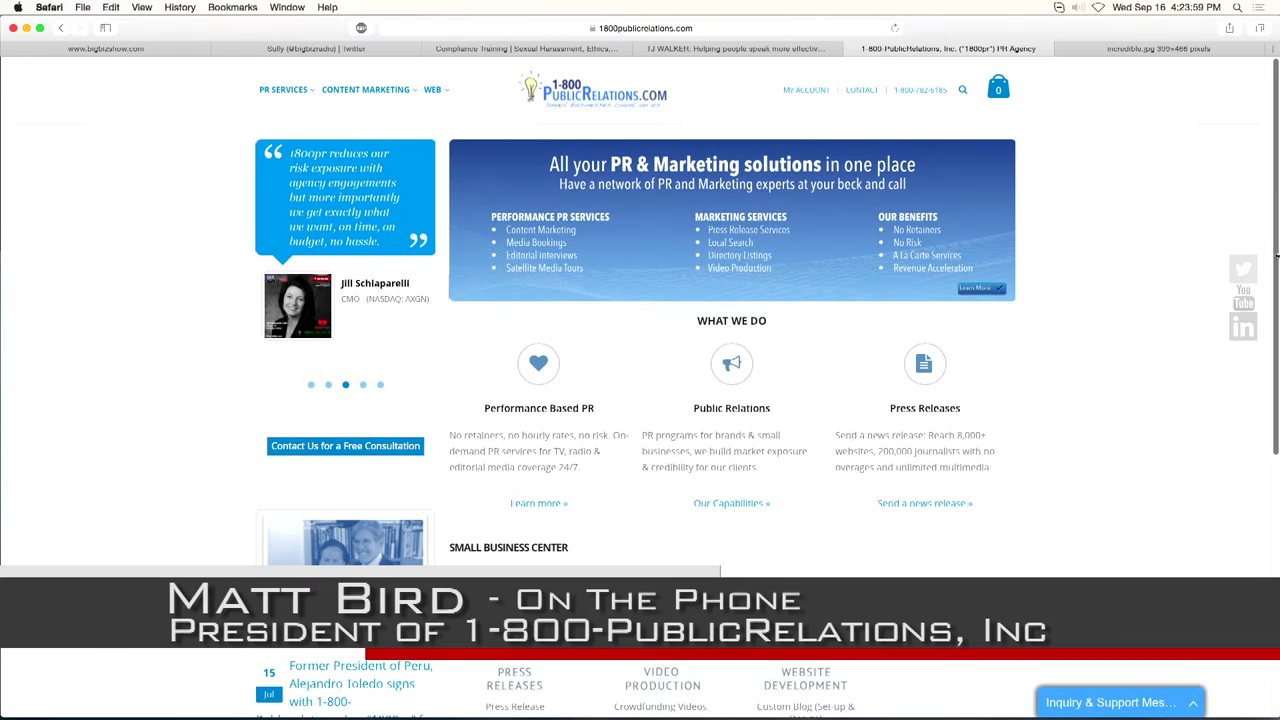 Safari File Edit View History Bookmarks Window Help
Wed Sep 16 4:23:59 PM
1800publicrelations.com
www.bigbizshow.com
Sully (@bigbizradio) | Twitter
Compliance Training | Sexual Harassment, Ethics,...
TJ WALKER: Helping people speak more effectiv...
1-800-PublicRelations, Inc. ("1800pr") PR Agency
incredible.jpg 399×466 pixels
PR SERVICES
CONTENT MARKETING
WEB
1-800
PUBLICRELATIONS.COM
MY ACCOUNT
CONTACT
1-800-782-6185
0
“ 1800pr reduces our
risk exposure with
agency engagements
but more importantly
we get exactly what
we want, on time, on
budget, no hassle. ”
Jill Schlaparelli
CMO (NASDAQ: AXGN)
Contact Us for a Free Consultation
All your PR & Marketing solutions in one place
Have a network of PR and Marketing experts at your beck and call
PERFORMANCE PR SERVICES
• Content Marketing
• Media Bookings
• Editorial interviews
• Satellite Media Tours
MARKETING SERVICES
• Press Release Services
• Local Search
• Directory Listings
• Video Production
OUR BENEFITS
• No Retainers
• No Risk
• A La Carte Services
• Revenue Acceleration
Learn More
You
Tube
in
WHAT WE DO
Performance Based PR
No retainers, no hourly rates, no risk. On-
demand PR services for TV, radio &
editorial media coverage 24/7.
Learn more »
Public Relations
PR programs for brands & small
businesses, we build market exposure
& credibility for our clients.
Our Capabilities »
Press Releases
Send a news release: Reach 8,000+
websites, 200,000 journalists with no
overages and unlimited multimedia.
Send a news release »
SMALL BUSINESS CENTER
MATT BIRD - ON THE PHONE
PRESIDENT OF 1-800-PUBLICRELATIONS, INC
15
Jul
Former President of Peru,
Alejandro Toledo signs
with 1-800-
PRESS
RELEASES
Press Release
VIDEO
PRODUCTION
Crowdfunding Videos
WEBSITE
DEVELOPMENT
Custom Blog (Set-up &
Inquiry & Support Mes...